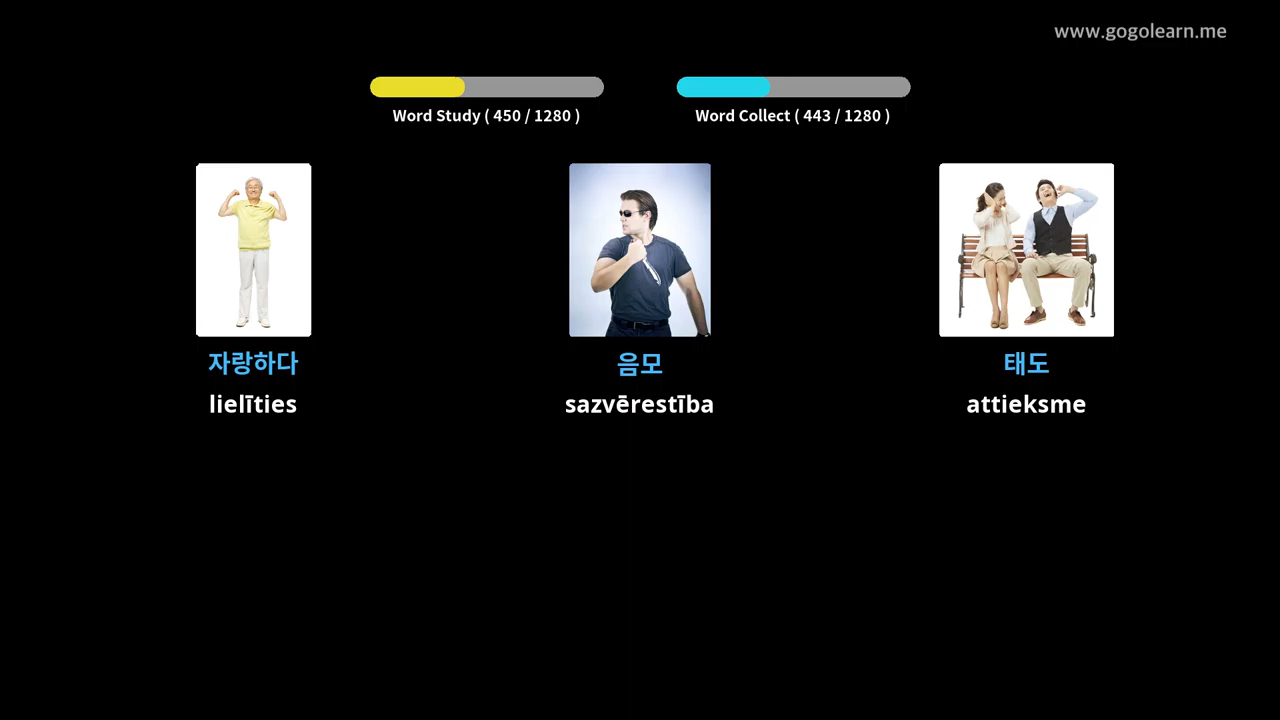 www.gogolearn.me
Word Study ( 450 / 1280 )
Word Collect ( 443 / 1280 )
자랑하다
음모
태도
lielīties
sazvērestība
attieksme